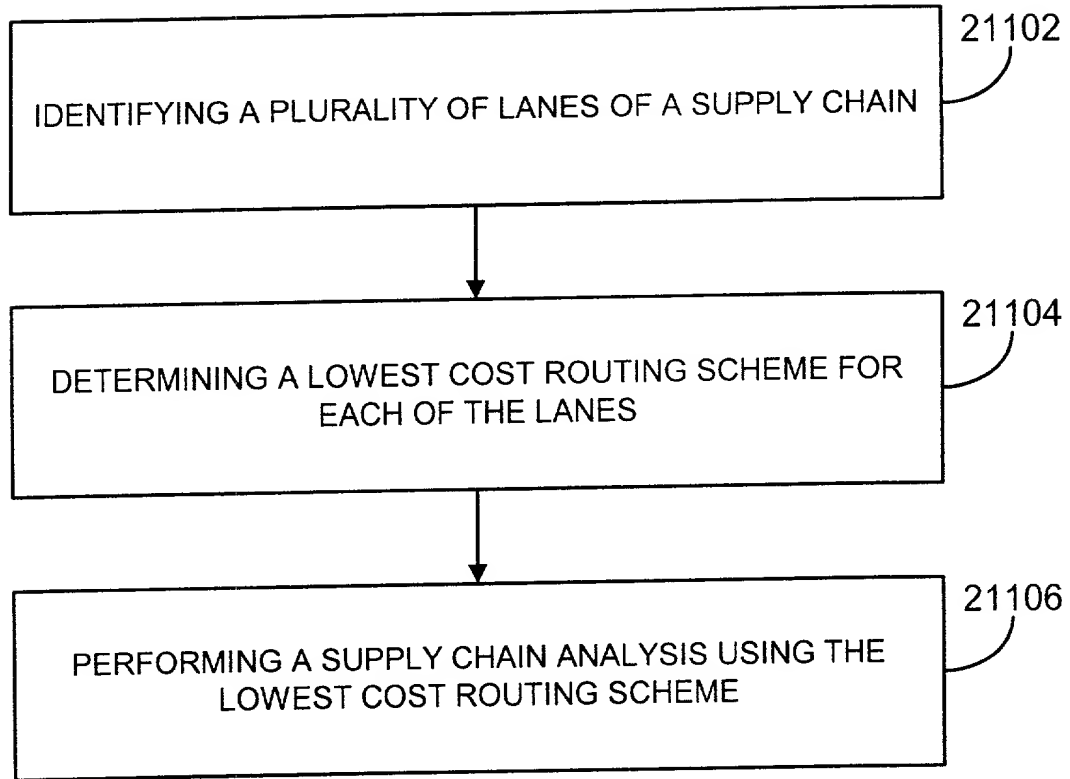 21102
IDENTIFYING A PLURALITY OF LANES OF A SUPPLY CHAIN
21104
DETERMINING A LOWEST COST ROUTING SCHEME FOR
EACH OF THE LANES
21106
PERFORMING A SUPPLY CHAIN ANALYSIS USING THE
LOWEST COST ROUTING SCHEME